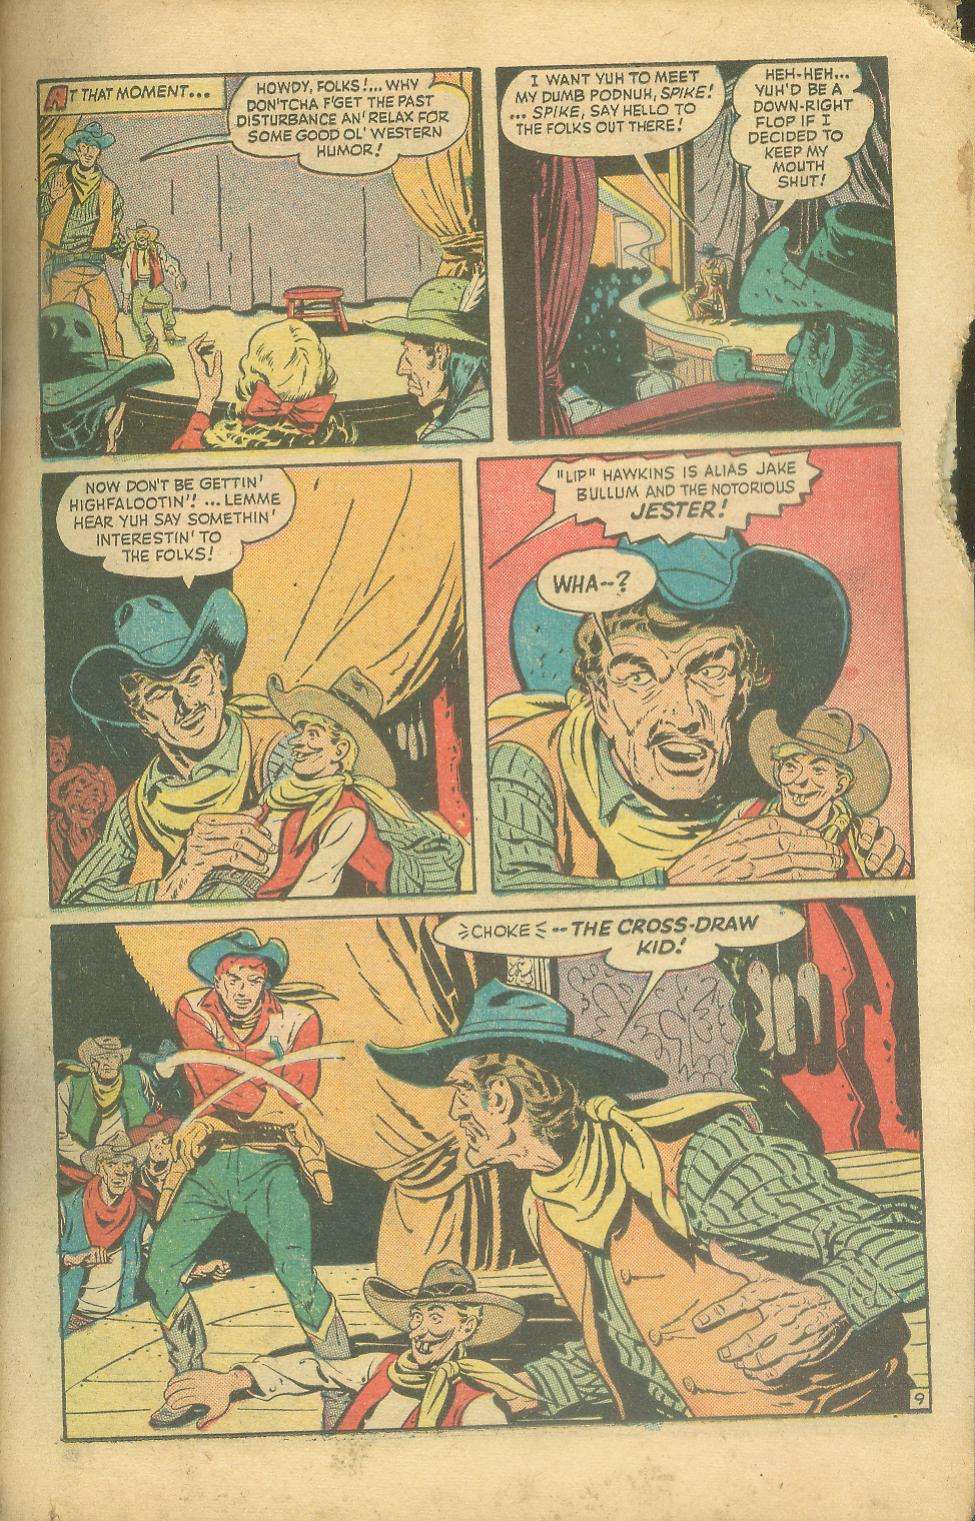 AT THAT MOMENT...
HOWDY, FOLKS!...WHY
DON'TCHA F'GET THE PAST
DISTURBANCE AN' RELAX FOR
SOME GOOD OL' WESTERN
HUMOR!
I WANT YUH TO MEET
MY DUMB PODNUH, SPIKE!
... SPIKE, SAY HELLO TO
THE FOLKS OUT THERE!
HEH-HEH...
YUH'D BE A
DOWN-RIGHT
FLOP IF I
DECIDED TO
KEEP MY
MOUTH
SHUT!
NOW DON'T BE GETTIN'
HIGHFALOOTIN'! ...LEMME
HEAR YUH SAY SOMETHIN'
INTERESTIN' TO
THE FOLKS!
"LIP" HAWKINS IS ALIAS JAKE
BULLUM AND THE NOTORIOUS
JESTER!
WHA--?
CHOKE -- THE CROSS-DRAW
KID!
9